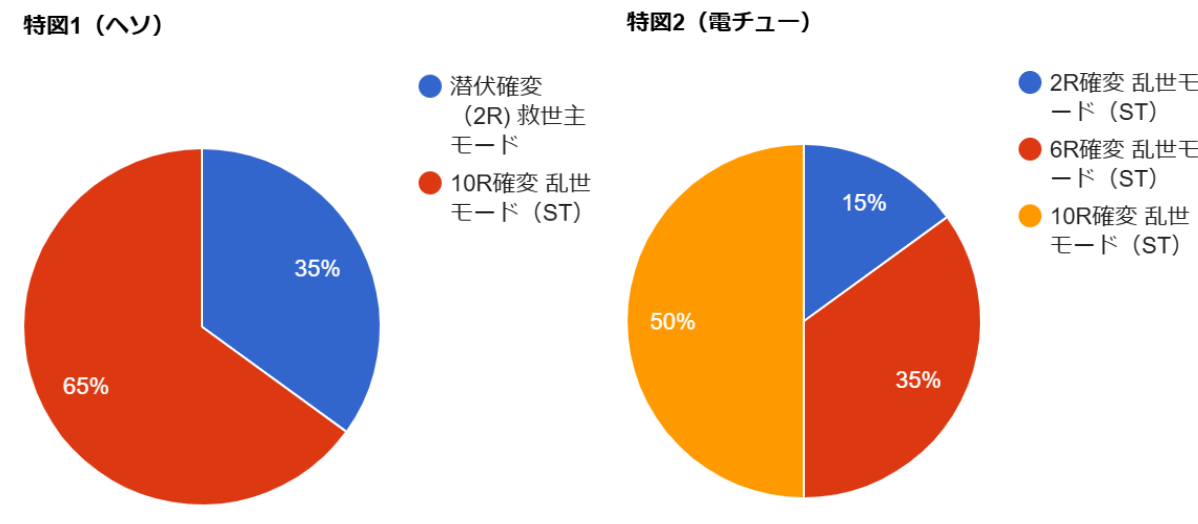 特図1（ヘソ）
潜伏確変
（2R) 救世主
モード
10R確変 乱世
モード（ST）
35%
65%
特図2（電チュー）
2R確変 乱世モ
ード（ST）
6R確変 乱世モ
ード（ST）
10R確変 乱世
モード（ST）
15%
50%
35%